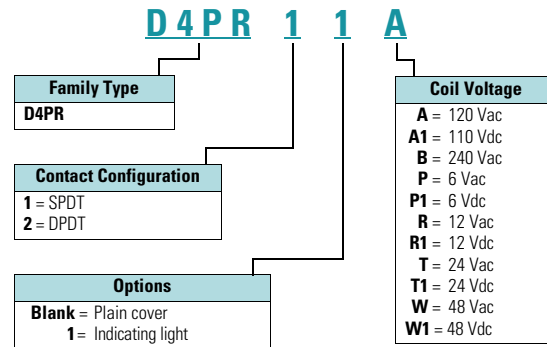 D4PR 1 1 A
Family Type
D4PR
Contact Configuration
1 = SPDT
2 = DPDT
Options
Blank = Plain cover
1 = Indicating light
Coil Voltage
A = 120 Vac
A1 = 110 Vdc
B = 240 Vac
P = 6 Vac
P1 = 6 Vdc
R = 12 Vac
R1 = 12 Vdc
T = 24 Vac
T1 = 24 Vdc
W = 48 Vac
W1 = 48 Vdc